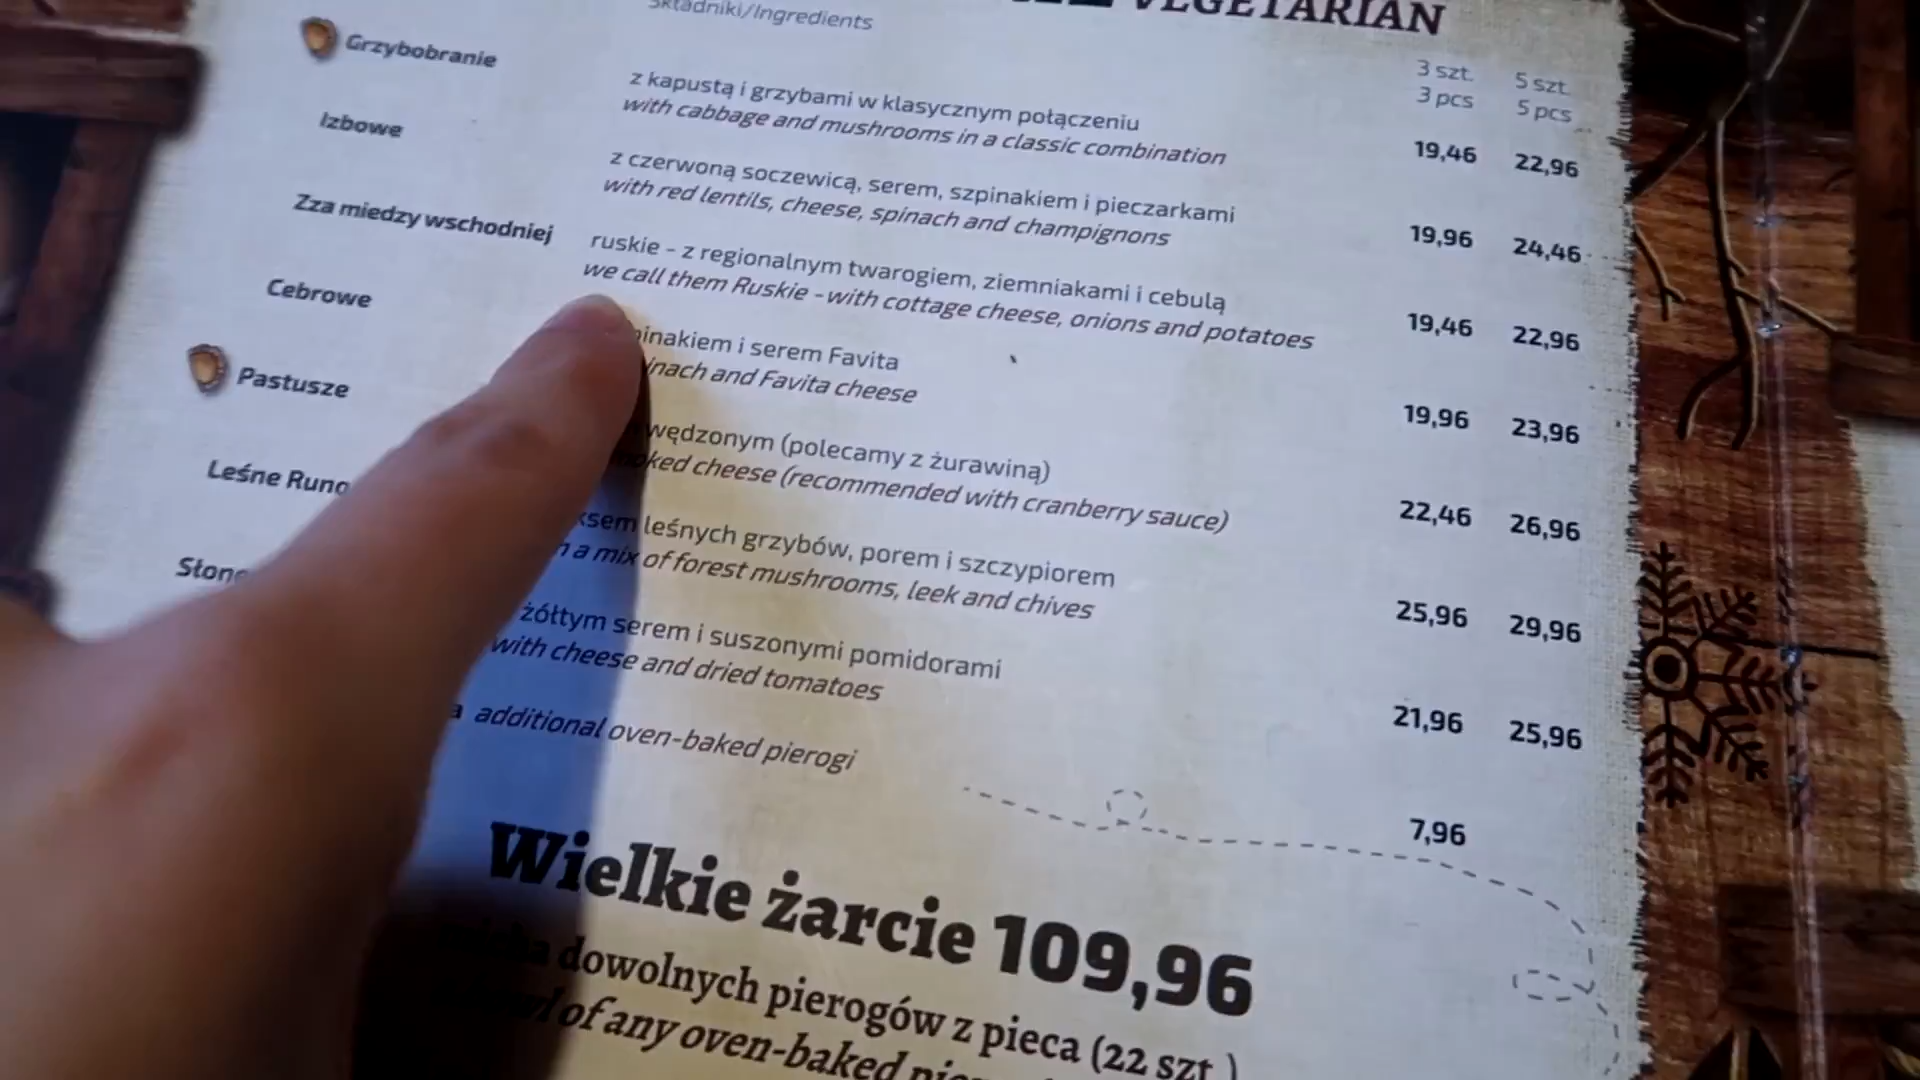 Składniki/Ingredients
VEGETARIAN
3 szt. 5 szt.
3 pcs 5 pcs
Grzybobranie
z kapustą i grzybami w klasycznym połączeniu
with cabbage and mushrooms in a classic combination
19,46 22,96
Izbowe
z czerwoną soczewicą, serem, szpinakiem i pieczarkami
with red lentils, cheese, spinach and champignons
19,96 24,46
Zza miedzy wschodniej
ruskie - z regionalnym twarogiem, ziemniakami i cebulą
we call them Ruskie - with cottage cheese, onions and potatoes
19,46 22,96
Cebrowe
i serem Favita
and Favita cheese
19,96 23,96
Pastusze
wędzonym (polecamy z żurawiną)
cheese (recommended with cranberry sauce)
22,46 26,96
Leśne Runo
leśnych grzybów, porem i szczypiorem
a mix of forest mushrooms, leek and chives
25,96 29,96
żółtym serem i suszonymi pomidorami
with cheese and dried tomatoes
21,96 25,96
additional oven-baked pierogi
7,96
Wielkie żarcie 109,96
dowolnych pierogów z pieca (22 szt.)
of any oven-baked